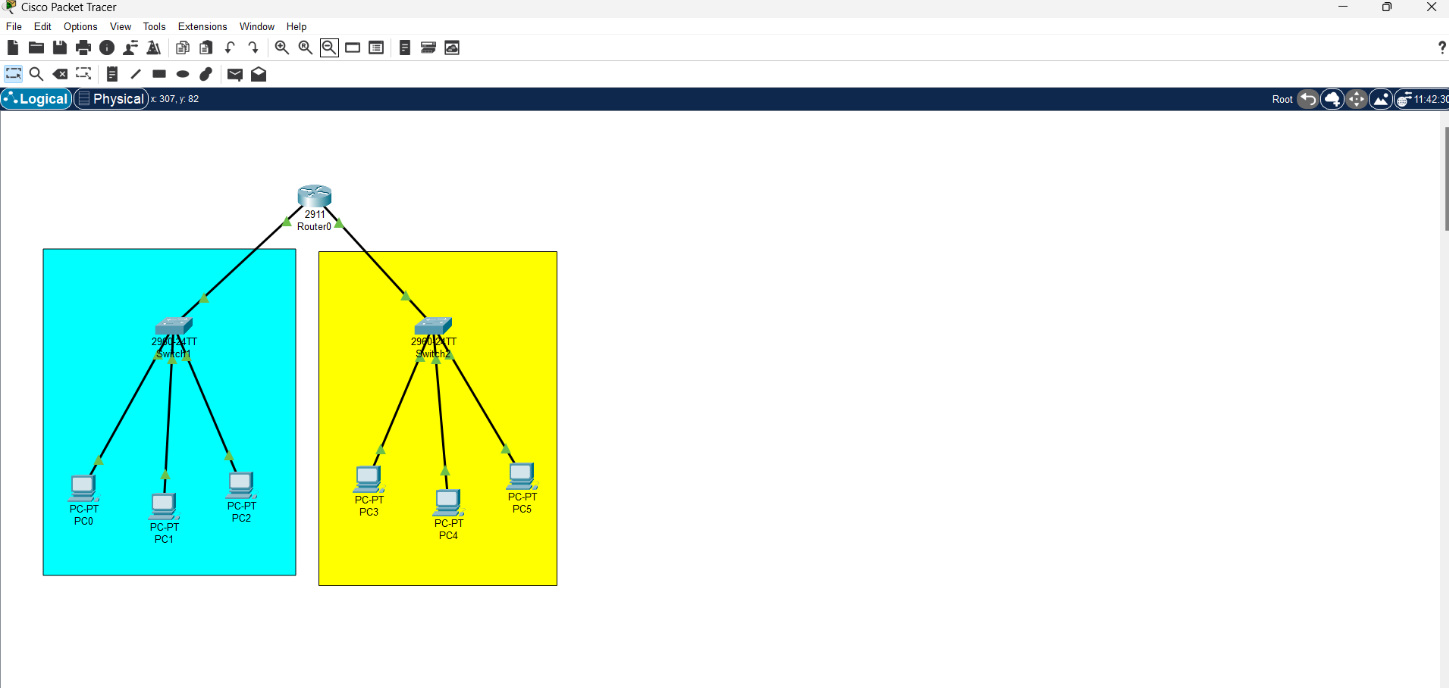 Cisco Packet Tracer
File Edit Options View Tools Extensions Window Help
?
Logical Physical x: 307, y: 82 Root 11:42:30
2911
Router0
2960-24TT
Switch1
2960-24TT
Switch2
PC-PT
PC0
PC-PT
PC1
PC-PT
PC2
PC-PT
PC3
PC-PT
PC4
PC-PT
PC5